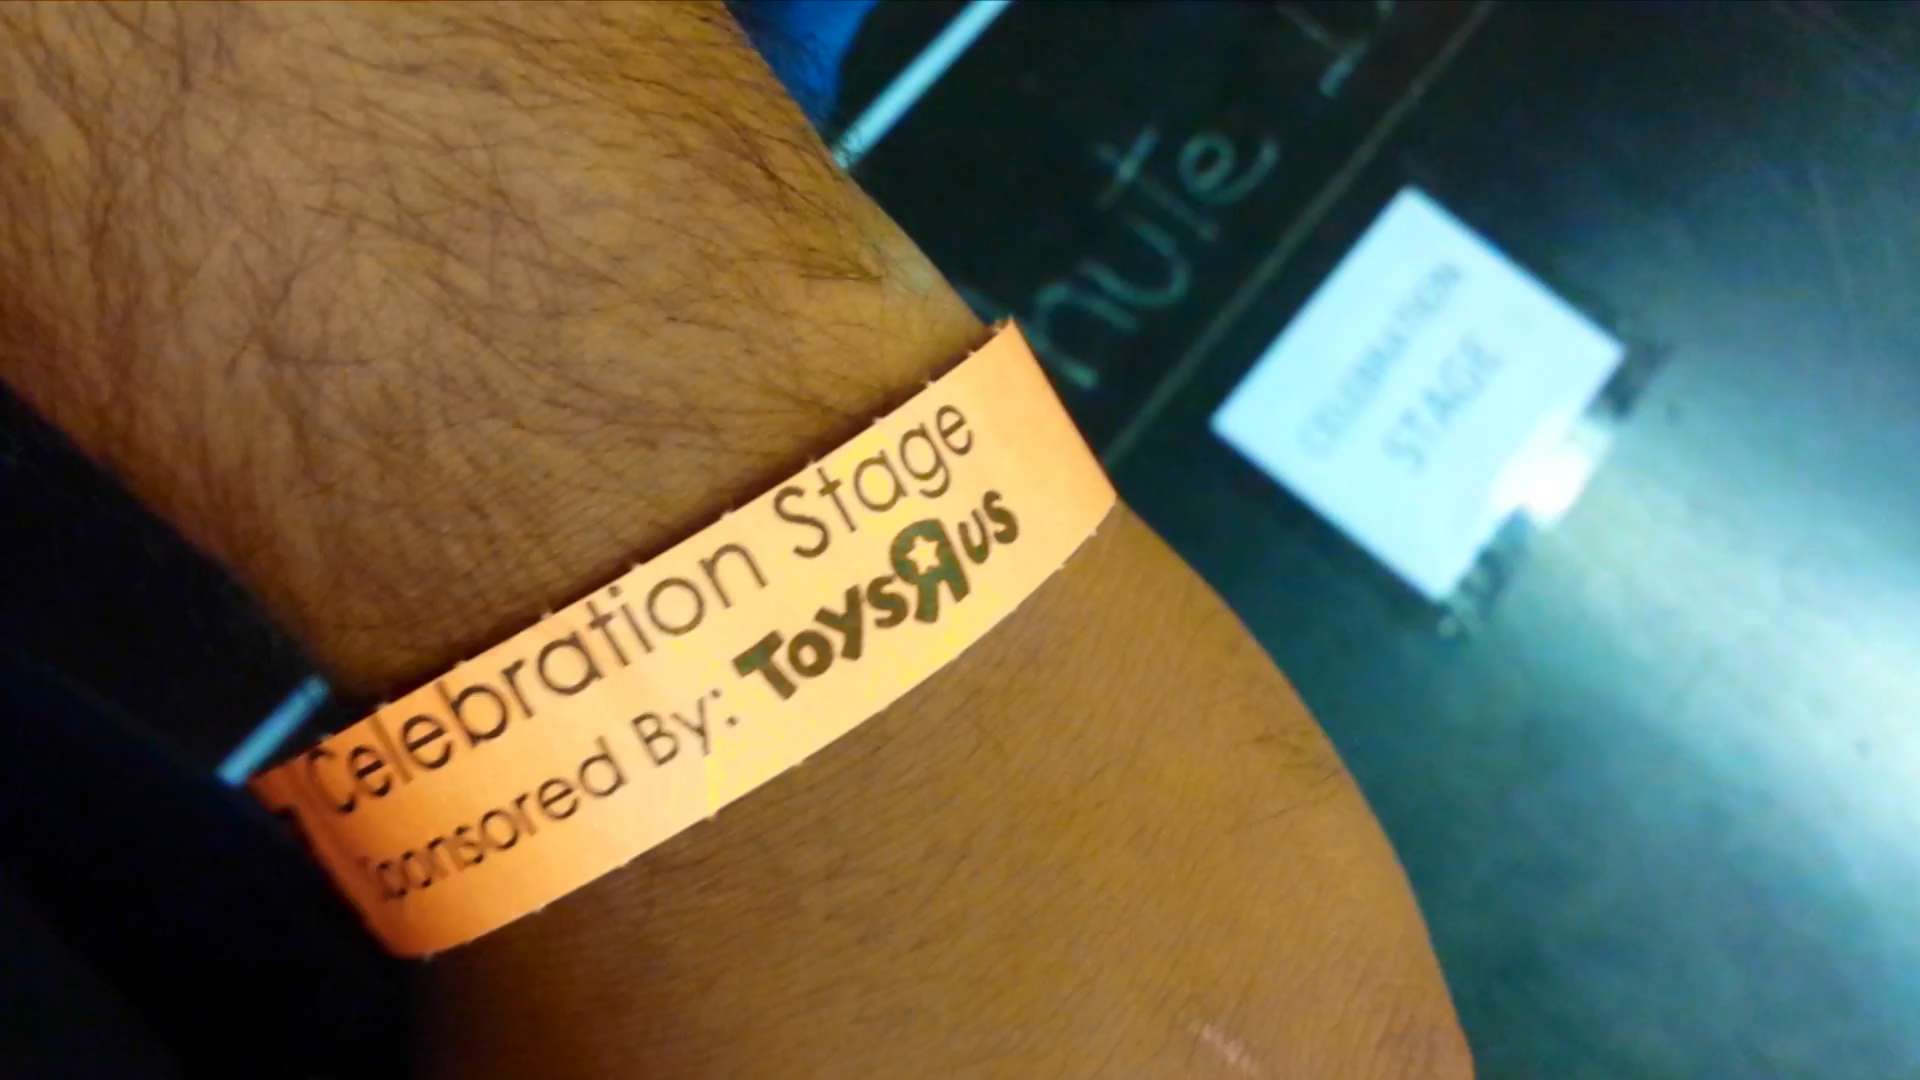 Celebration Stage
Sponsored By: ToysRus
nute
CELEBRATION
STAGE